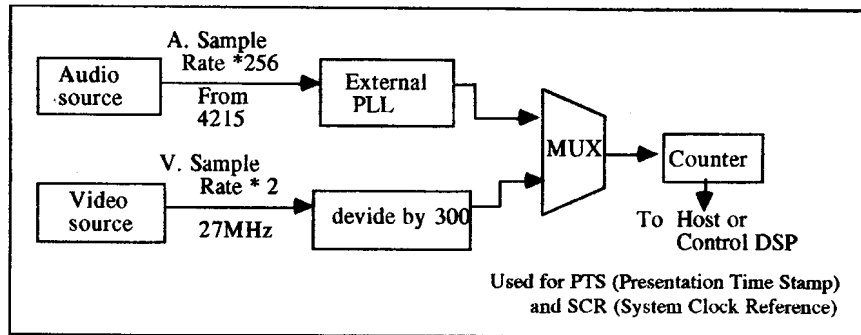 A. Sample
Rate *256
Audio
source
From
4215
External
PLL
MUX
Counter
V. Sample
Rate * 2
Video
source
27MHz
devide by 300
To Host or
Control DSP
Used for PTS (Presentation Time Stamp)
and SCR (System Clock Reference)